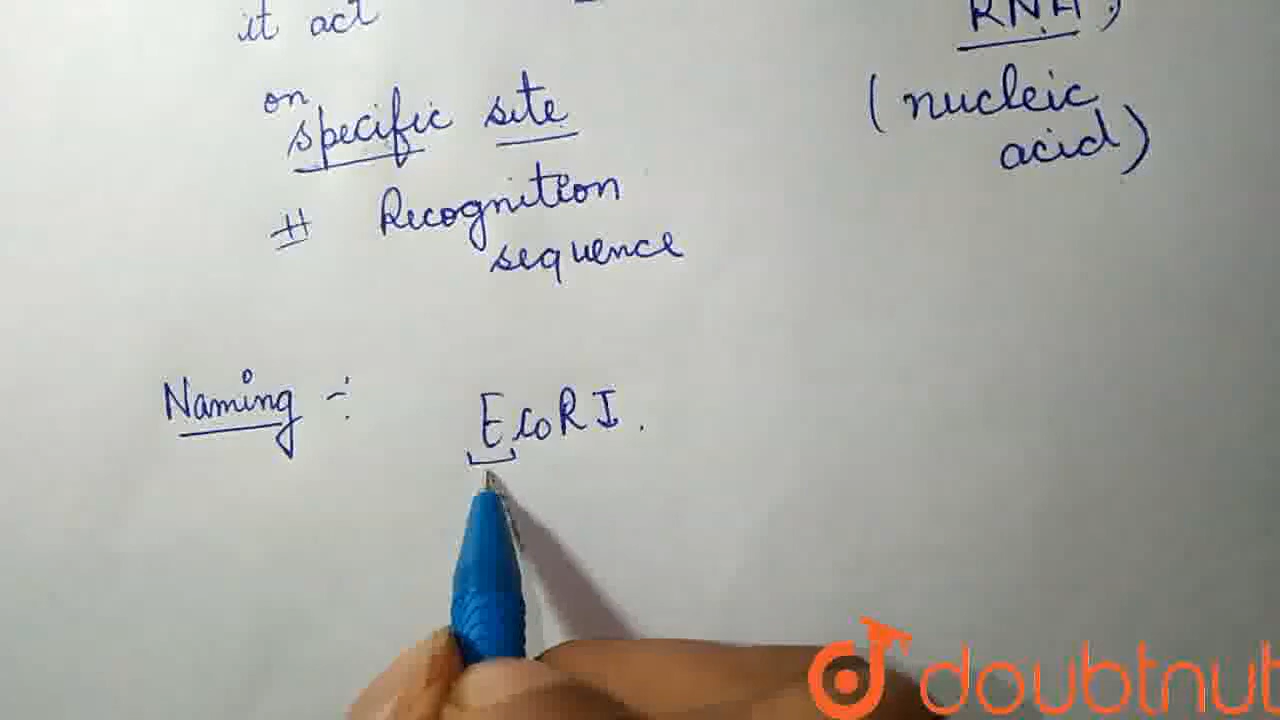 it act
on
specific site
# Recognition
sequence
RNA,
(nucleic
acid)
Naming :-
EcoRI.
doubtnut